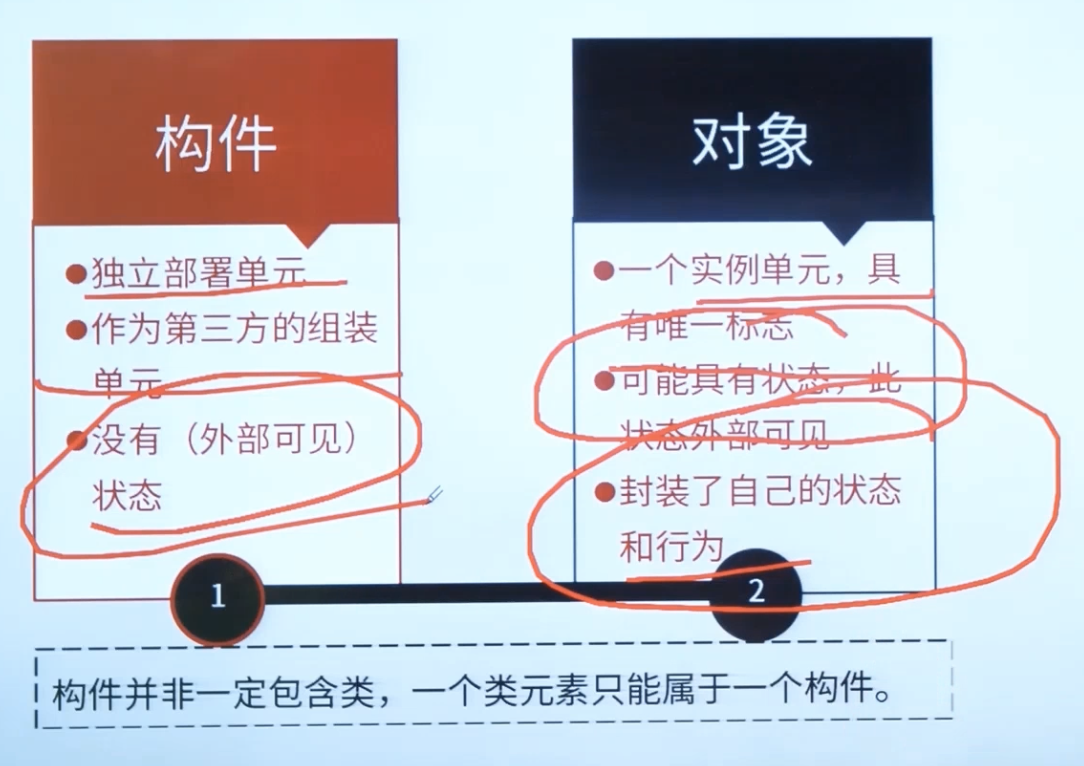 构件
●独立部署单元
●作为第三方的组装
单元
●没有（外部可见）
状态
1
对象
●一个实例单元，具
有唯一标志
●可能具有状态，此
状态外部可见
●封装了自己的状态
和行为
2
构件并非一定包含类，一个类元素只能属于一个构件。